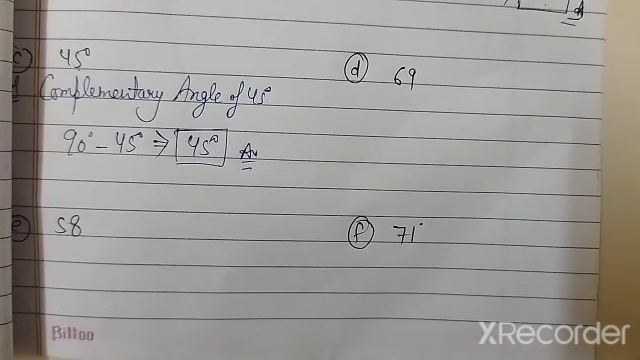 (c) 45°
(d) 69
Complementary Angle of 45°
90° - 45° ⇒ 45° Ans
(e) 58
(f) 71°
Bittoo
XRecorder